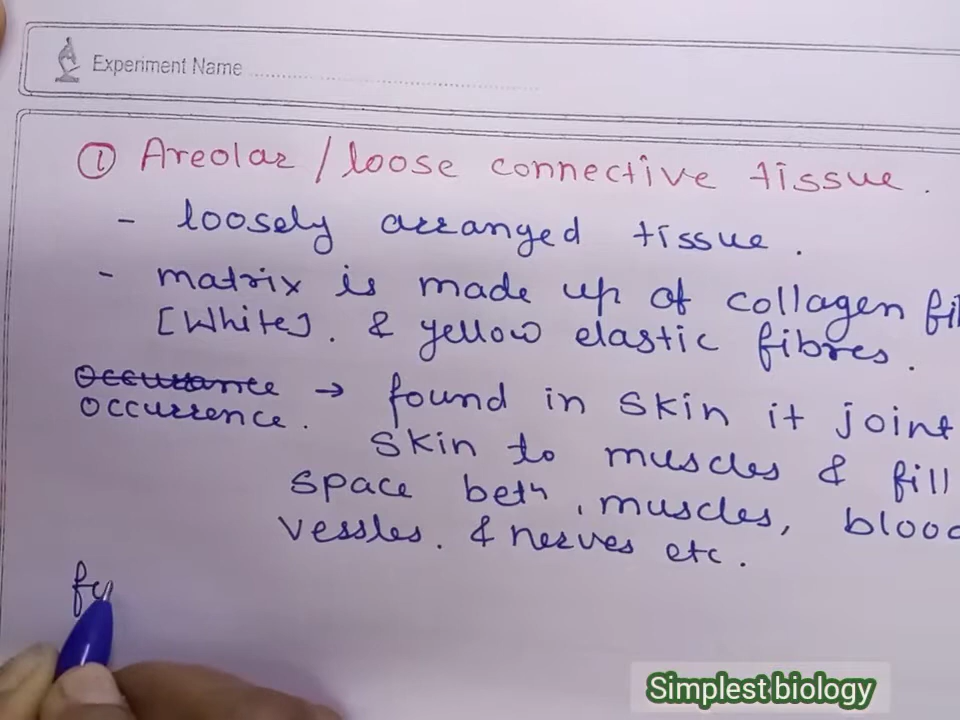 Experiment Name
① Areolar / loose connective tissue.
- loosely arranged tissue.
- matrix is made up of collagen
[White]. & yellow elastic fibres.
occurrence → found in skin it joint
occurrence.
skin to muscles & fill
space betn, muscles, blood
vessles. & nerves etc.
Simplest biology